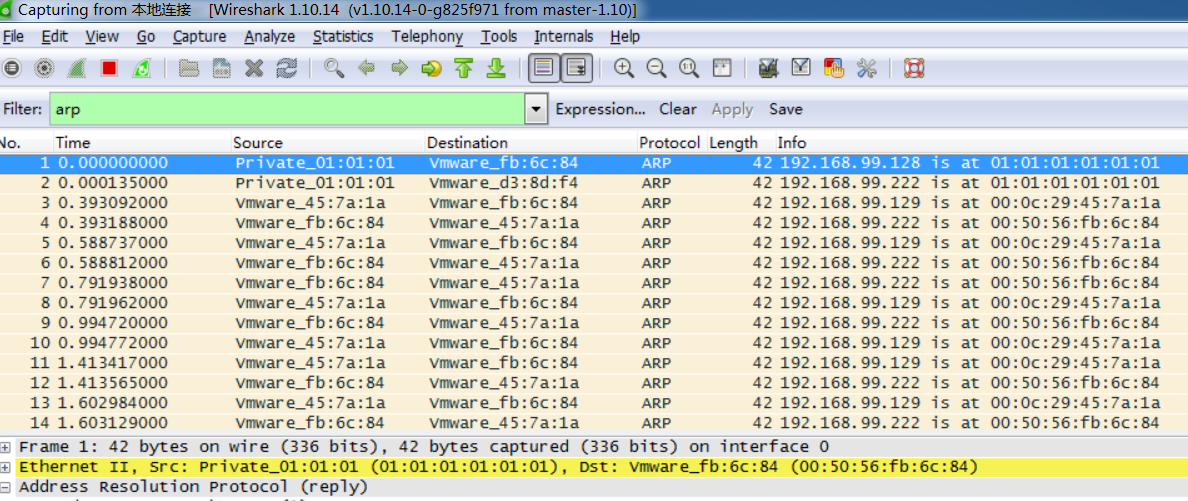 Capturing from 本地连接 [Wireshark 1.10.14 (v1.10.14-0-g825f971 from master-1.10)]
File Edit View Go Capture Analyze Statistics Telephony Tools Internals Help
Filter: arp Expression... Clear Apply Save
No. Time Source Destination Protocol Length Info
1 0.000000000 Private_01:01:01 Vmware_fb:6c:84 ARP 42 192.168.99.128 is at 01:01:01:01:01:01
2 0.000135000 Private_01:01:01 Vmware_d3:8d:f4 ARP 42 192.168.99.222 is at 01:01:01:01:01:01
3 0.393092000 Vmware_45:7a:1a Vmware_fb:6c:84 ARP 42 192.168.99.129 is at 00:0c:29:45:7a:1a
4 0.393188000 Vmware_fb:6c:84 Vmware_45:7a:1a ARP 42 192.168.99.222 is at 00:50:56:fb:6c:84
5 0.588737000 Vmware_45:7a:1a Vmware_fb:6c:84 ARP 42 192.168.99.129 is at 00:0c:29:45:7a:1a
6 0.588812000 Vmware_fb:6c:84 Vmware_45:7a:1a ARP 42 192.168.99.222 is at 00:50:56:fb:6c:84
7 0.791938000 Vmware_fb:6c:84 Vmware_45:7a:1a ARP 42 192.168.99.222 is at 00:50:56:fb:6c:84
8 0.791962000 Vmware_45:7a:1a Vmware_fb:6c:84 ARP 42 192.168.99.129 is at 00:0c:29:45:7a:1a
9 0.994720000 Vmware_fb:6c:84 Vmware_45:7a:1a ARP 42 192.168.99.222 is at 00:50:56:fb:6c:84
10 0.994772000 Vmware_45:7a:1a Vmware_fb:6c:84 ARP 42 192.168.99.129 is at 00:0c:29:45:7a:1a
11 1.413417000 Vmware_45:7a:1a Vmware_fb:6c:84 ARP 42 192.168.99.129 is at 00:0c:29:45:7a:1a
12 1.413565000 Vmware_fb:6c:84 Vmware_45:7a:1a ARP 42 192.168.99.222 is at 00:50:56:fb:6c:84
13 1.602984000 Vmware_45:7a:1a Vmware_fb:6c:84 ARP 42 192.168.99.129 is at 00:0c:29:45:7a:1a
14 1.603129000 Vmware_fb:6c:84 Vmware_45:7a:1a ARP 42 192.168.99.222 is at 00:50:56:fb:6c:84
Frame 1: 42 bytes on wire (336 bits), 42 bytes captured (336 bits) on interface 0
Ethernet II, Src: Private_01:01:01 (01:01:01:01:01:01), Dst: Vmware_fb:6c:84 (00:50:56:fb:6c:84)
Address Resolution Protocol (reply)